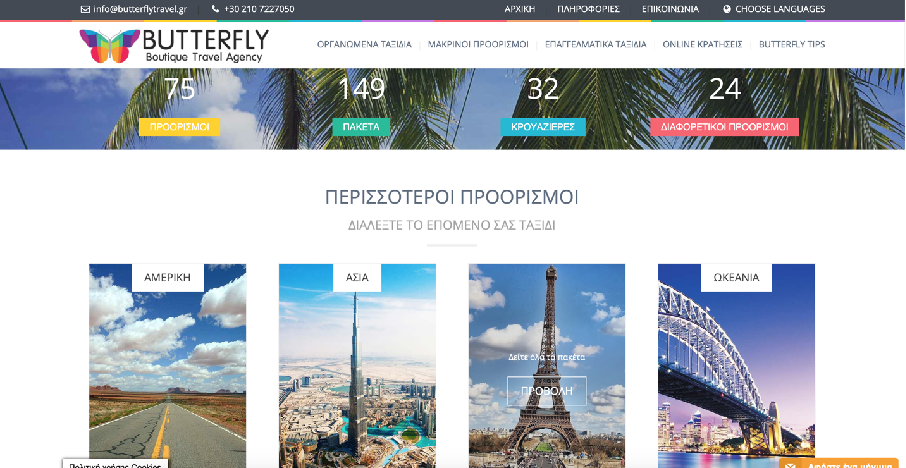 info@butterflytravel.gr
+30 210 7227050
ΑΡΧΙΚΗ
ΠΛΗΡΟΦΟΡΙΕΣ
ΕΠΙΚΟΙΝΩΝΙΑ
CHOOSE LANGUAGES
BUTTERFLY
Boutique Travel Agency
ΟΡΓΑΝΩΜΕΝΑ ΤΑΞΙΔΙΑ
ΜΑΚΡΙΝΟΙ ΠΡΟΟΡΙΣΜΟΙ
ΕΠΑΓΓΕΛΜΑΤΙΚΑ ΤΑΞΙΔΙΑ
ONLINE ΚΡΑΤΗΣΕΙΣ
BUTTERFLY TIPS
75
149
32
24
ΠΡΟΟΡΙΣΜΟΙ
ΠΑΚΕΤΑ
ΚΡΟΥΑΖΙΕΡΕΣ
ΔΙΑΦΟΡΕΤΙΚΟΙ ΠΡΟΟΡΙΣΜΟΙ
ΠΕΡΙΣΣΟΤΕΡΟΙ ΠΡΟΟΡΙΣΜΟΙ
ΔΙΑΛΕΞΤΕ ΤΟ ΕΠΟΜΕΝΟ ΣΑΣ ΤΑΞΙΔΙ
ΑΜΕΡΙΚΗ
ΑΣΙΑ
ΩΚΕΑΝΙΑ
Δείτε όλα τα πακέτα
ΠΡΟΒΟΛΗ
Πολιτική χρήσης Cookies
Αφήστε ένα μήνυμα